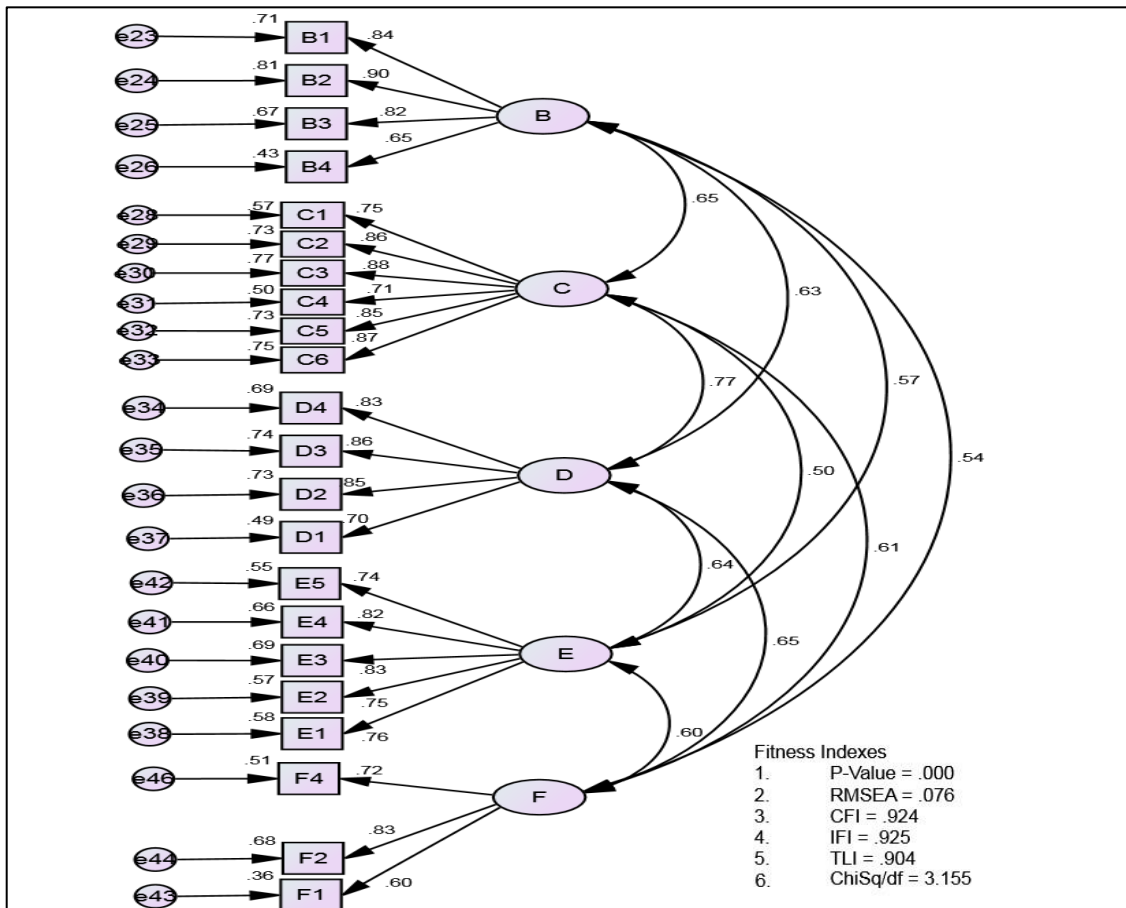 .71
e23 B1 .84
.81
e24 B2 .90
.67
e25 B3 .82
B
.65
.43
e26 B4
.65
.57
e28 C1 .75
.73
e29 C2 .86
.77
e30 C3 .88
C
.63
.50
e31 C4 .71
.73
e32 C5 .85
.75
e33 C6 .87
.77
.57
.69
e34 D4 .83
.74
e35 D3 .86
.54
.73
e36 D2 .85
D
.50
.49
e37 D1 .70
.61
.64
.55
e42 E5 .74
.66
e41 E4 .82
.65
.69
e40 E3
E
.83
.57
e39 E2
.75
.58
e38 E1
.76
.60
.51
e46 F4 .72
F
.83
.68
e44 F2
.36
e43 F1 .60
Fitness Indexes
1. P-Value = .000
2. RMSEA = .076
3. CFI = .924
4. IFI = .925
5. TLI = .904
6. ChiSq/df = 3.155